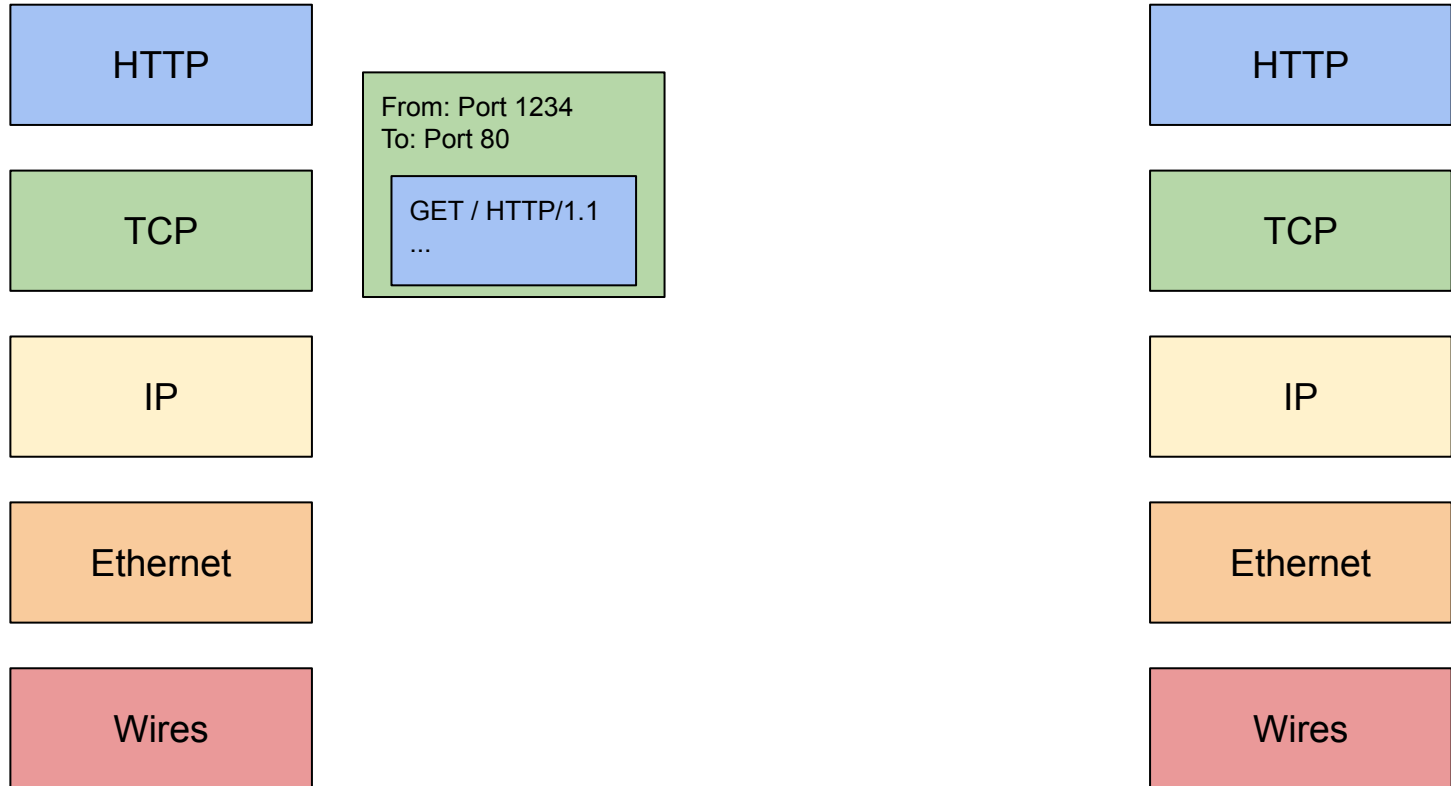 HTTP
From: Port 1234
To: Port 80
GET / HTTP/1.1
...
TCP
IP
Ethernet
Wires
HTTP
TCP
IP
Ethernet
Wires